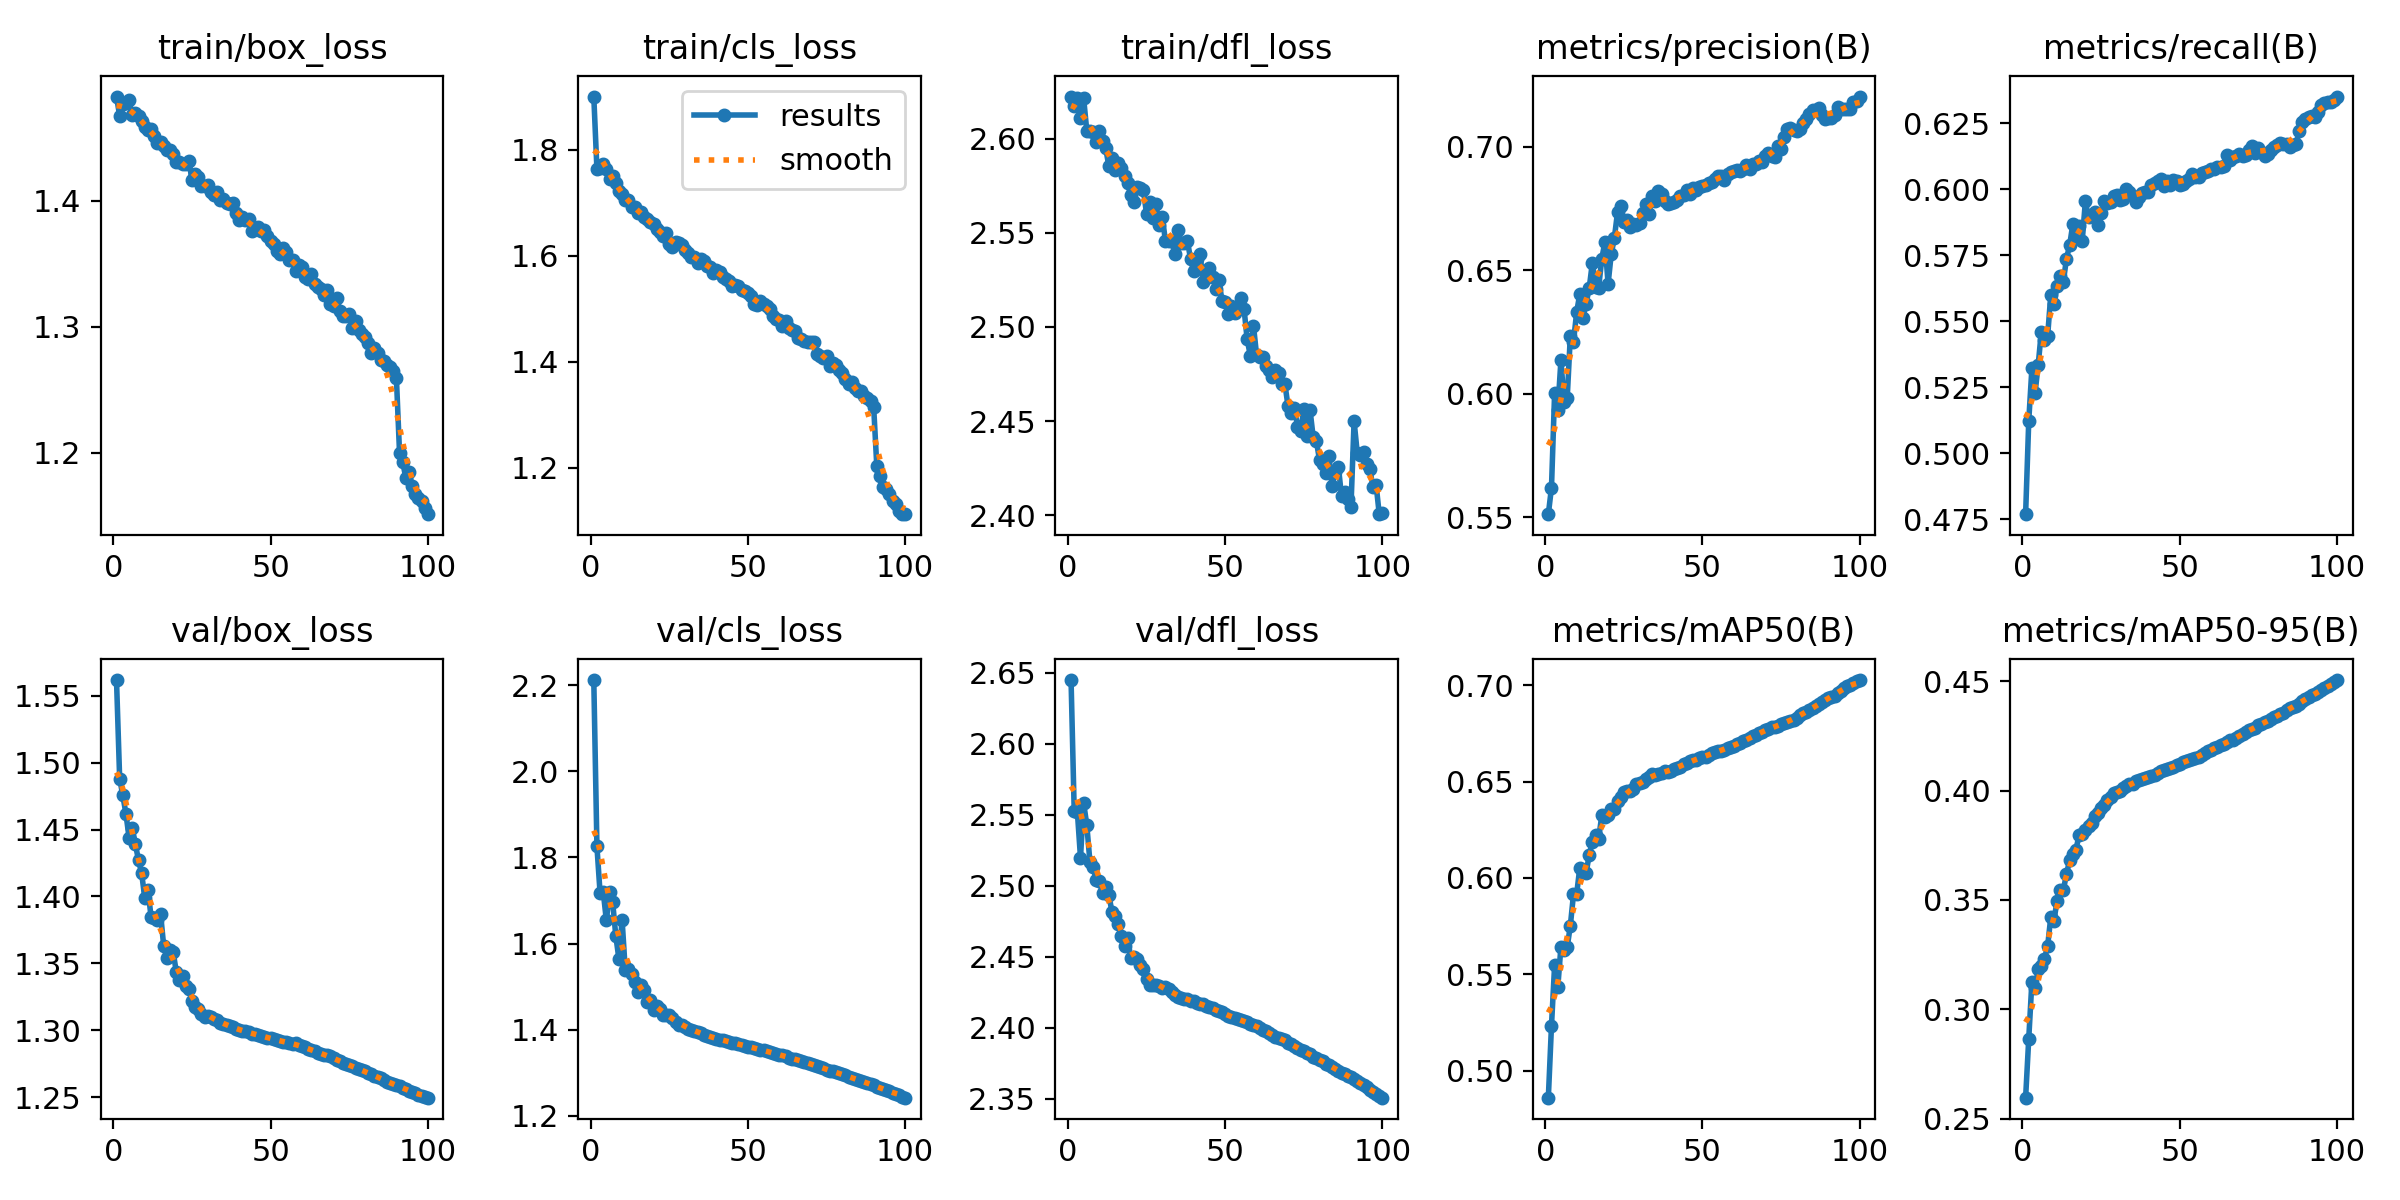 train/box_loss
1.4
1.3
1.2
0 50 100
train/cls_loss
results
smooth
1.8
1.6
1.4
1.2
0 50 100
train/dfl_loss
2.60
2.55
2.50
2.45
2.40
0 50 100
metrics/precision(B)
0.70
0.65
0.60
0.55
0 50 100
metrics/recall(B)
0.625
0.600
0.575
0.550
0.525
0.500
0.475
0 50 100
val/box_loss
1.55
1.50
1.45
1.40
1.35
1.30
1.25
0 50 100
val/cls_loss
2.2
2.0
1.8
1.6
1.4
1.2
0 50 100
val/dfl_loss
2.65
2.60
2.55
2.50
2.45
2.40
2.35
0 50 100
metrics/mAP50(B)
0.70
0.65
0.60
0.55
0.50
0 50 100
metrics/mAP50-95(B)
0.45
0.40
0.35
0.30
0.25
0 50 100